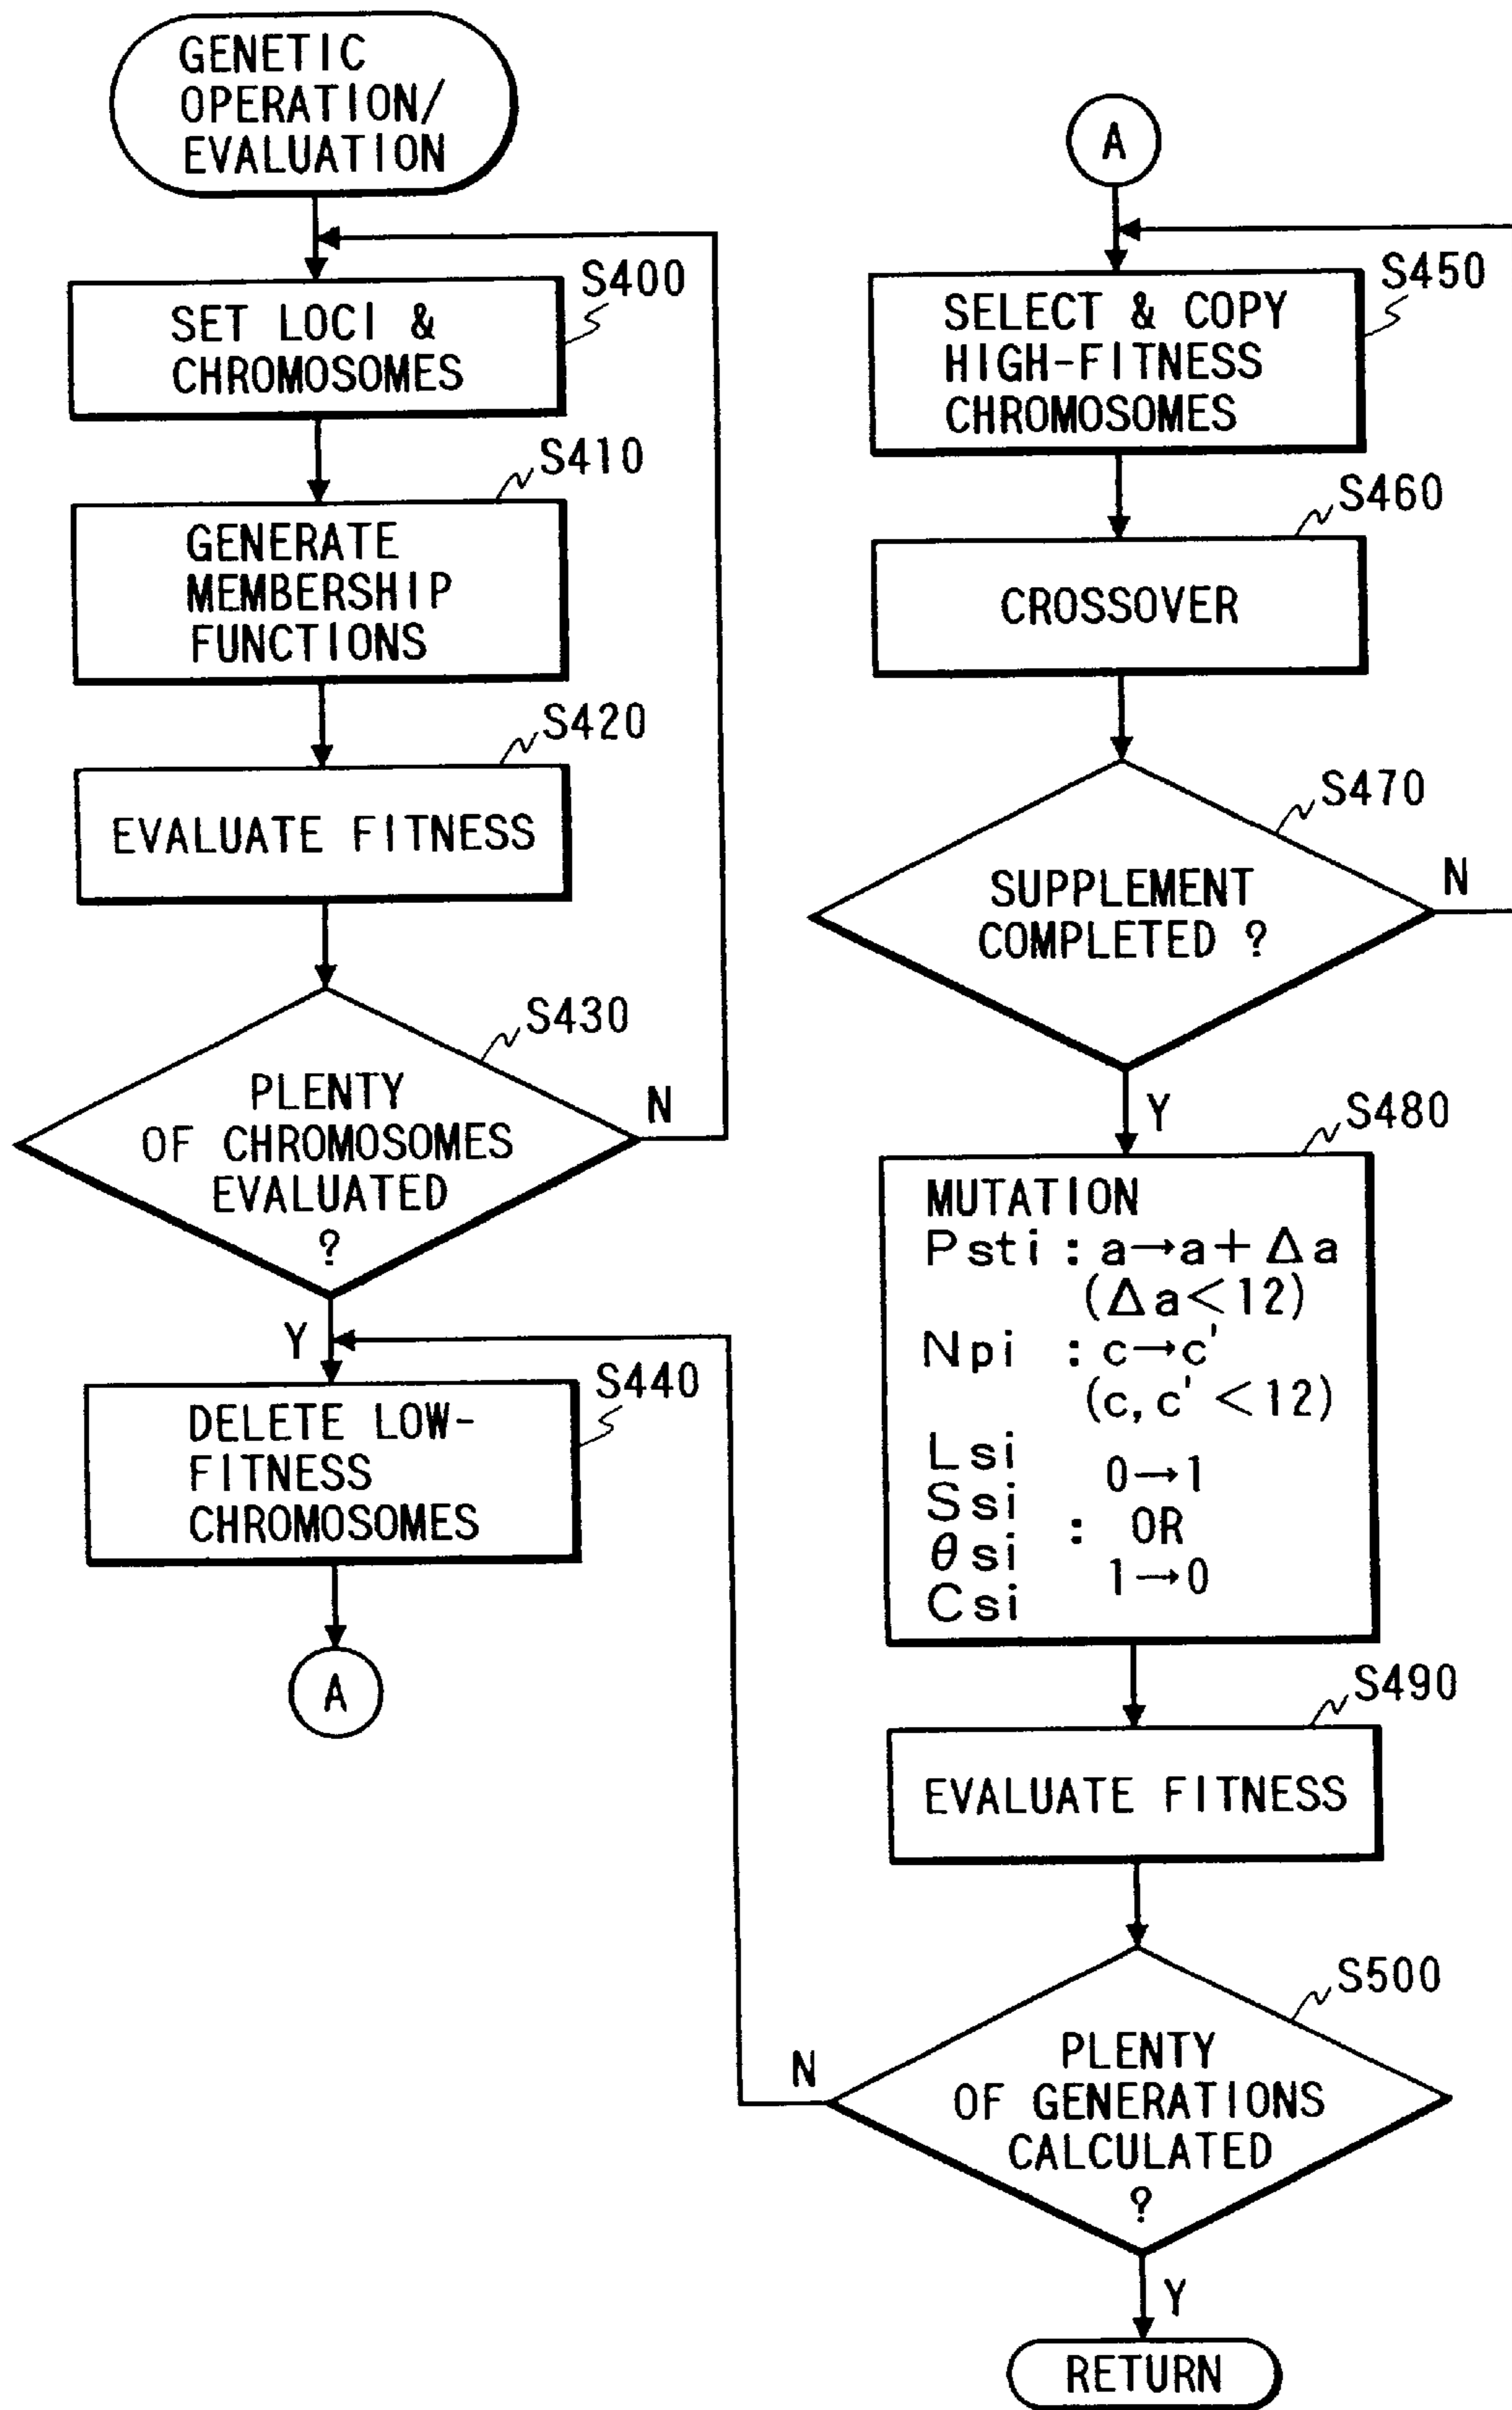 GENETIC
OPERATION/
EVALUATION
S400
SET LOCI &
CHROMOSOMES
S410
GENERATE
MEMBERSHIP
FUNCTIONS
S420
EVALUATE FITNESS
S430
PLENTY
OF CHROMOSOMES
EVALUATED
?
N
Y
S440
DELETE LOW-
FITNESS
CHROMOSOMES
A
A
S450
SELECT & COPY
HIGH-FITNESS
CHROMOSOMES
S460
CROSSOVER
S470
SUPPLEMENT
COMPLETED ?
N
Y
S480
MUTATION
Psti : a→a+Δa
(Δa<12)
Npi : c→c'
(c, c' <12)
Lsi
Ssi
θsi
Csi
:
0→1
OR
1→0
S490
EVALUATE FITNESS
S500
PLENTY
OF GENERATIONS
CALCULATED
?
N
Y
RETURN